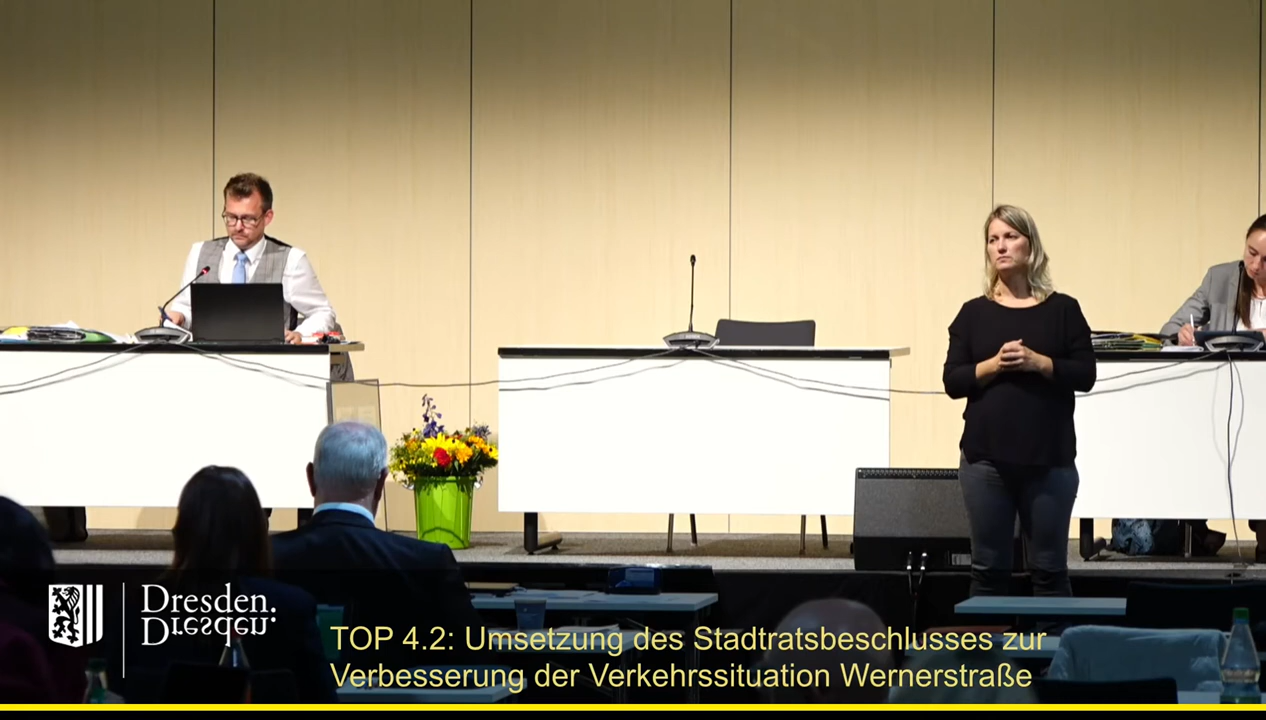 Dresden.
Dresden.
TOP 4.2: Umsetzung des Stadtratsbeschlusses zur
Verbesserung der Verkehrssituation Wernerstraße